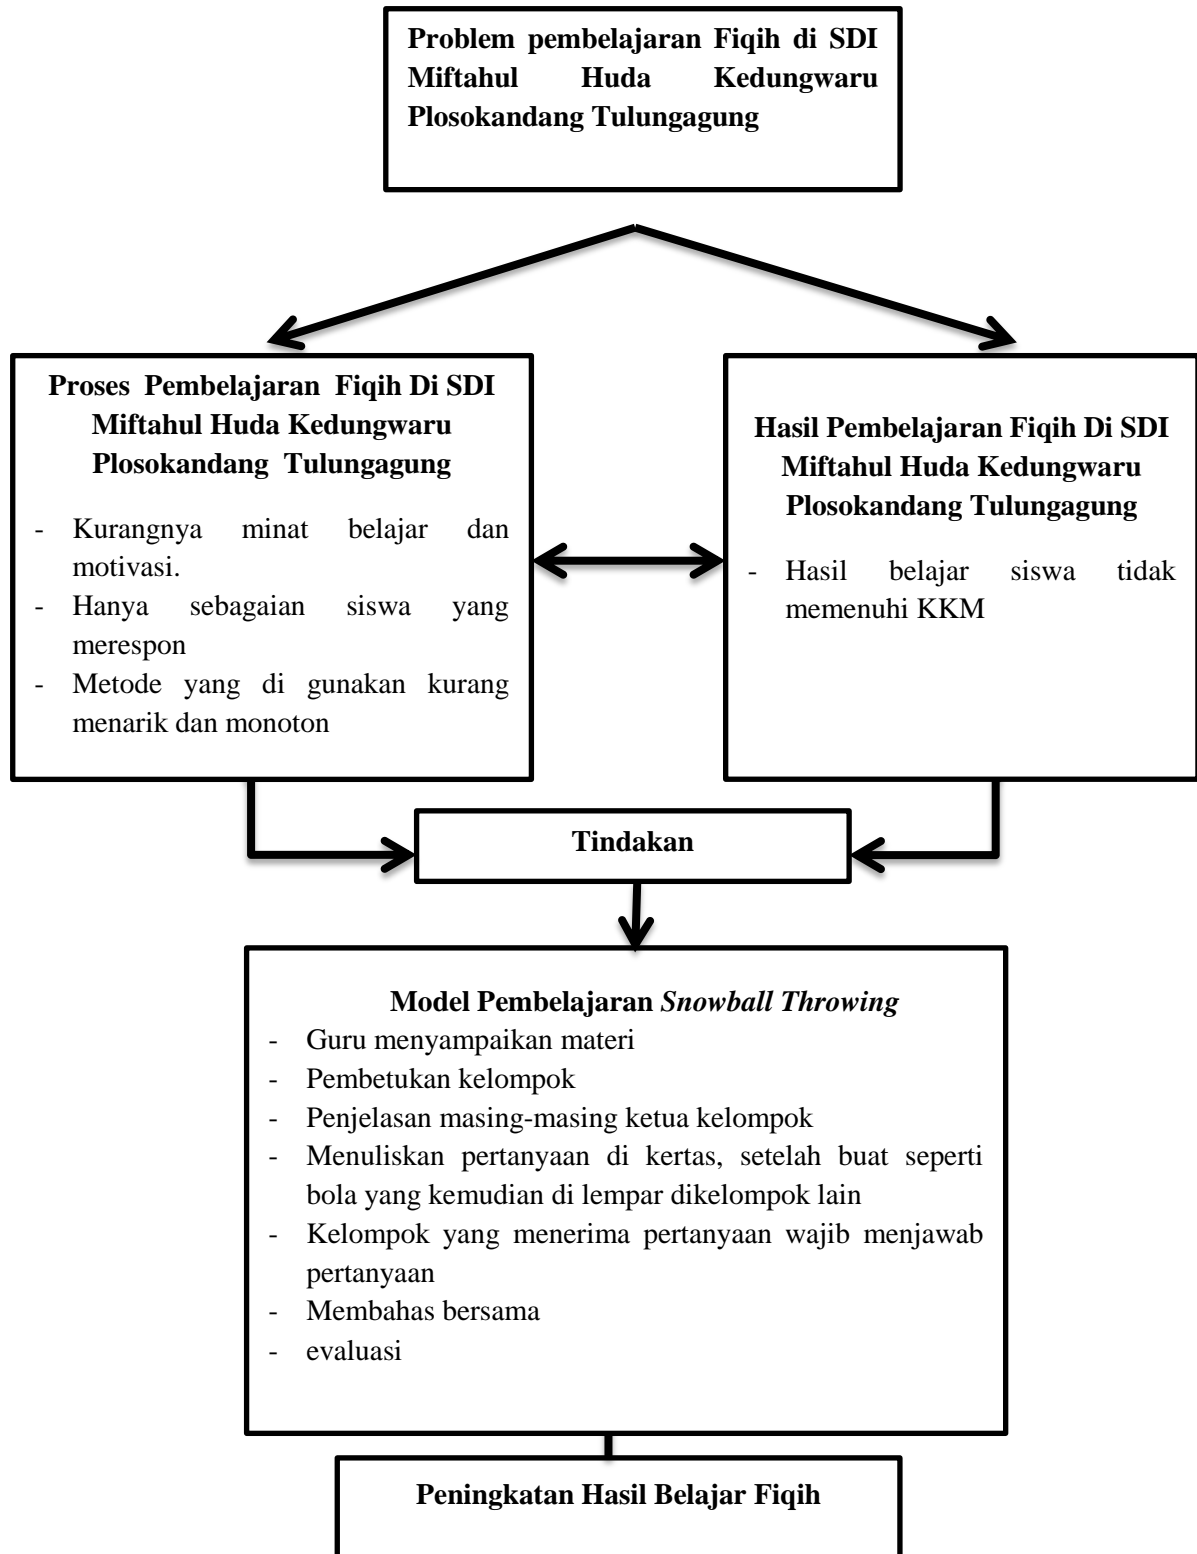 Problem pembelajaran Fiqih di SDI
Miftahul Huda Kedungwaru
Plosokandang Tulungagung
Proses Pembelajaran Fiqih Di SDI
Miftahul Huda Kedungwaru
Plosokandang Tulungagung
- Kurangnya minat belajar dan
motivasi.
- Hanya sebagaian siswa yang
merespon
- Metode yang di gunakan kurang
menarik dan monoton
Hasil Pembelajaran Fiqih Di SDI
Miftahul Huda Kedungwaru
Plosokandang Tulungagung
- Hasil belajar siswa tidak
memenuhi KKM
Tindakan
Model Pembelajaran Snowball Throwing
- Guru menyampaikan materi
- Pembetukan kelompok
- Penjelasan masing-masing ketua kelompok
- Menuliskan pertanyaan di kertas, setelah buat seperti
bola yang kemudian di lempar dikelompok lain
- Kelompok yang menerima pertanyaan wajib menjawab
pertanyaan
- Membahas bersama
- evaluasi
Peningkatan Hasil Belajar Fiqih